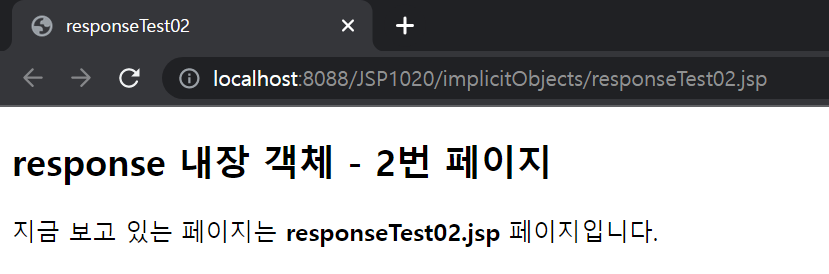 responseTest02
localhost:8088/JSP1020/implicitObjects/responseTest02.jsp
response 내장 객체 - 2번 페이지
지금 보고 있는 페이지는 responseTest02.jsp 페이지입니다.